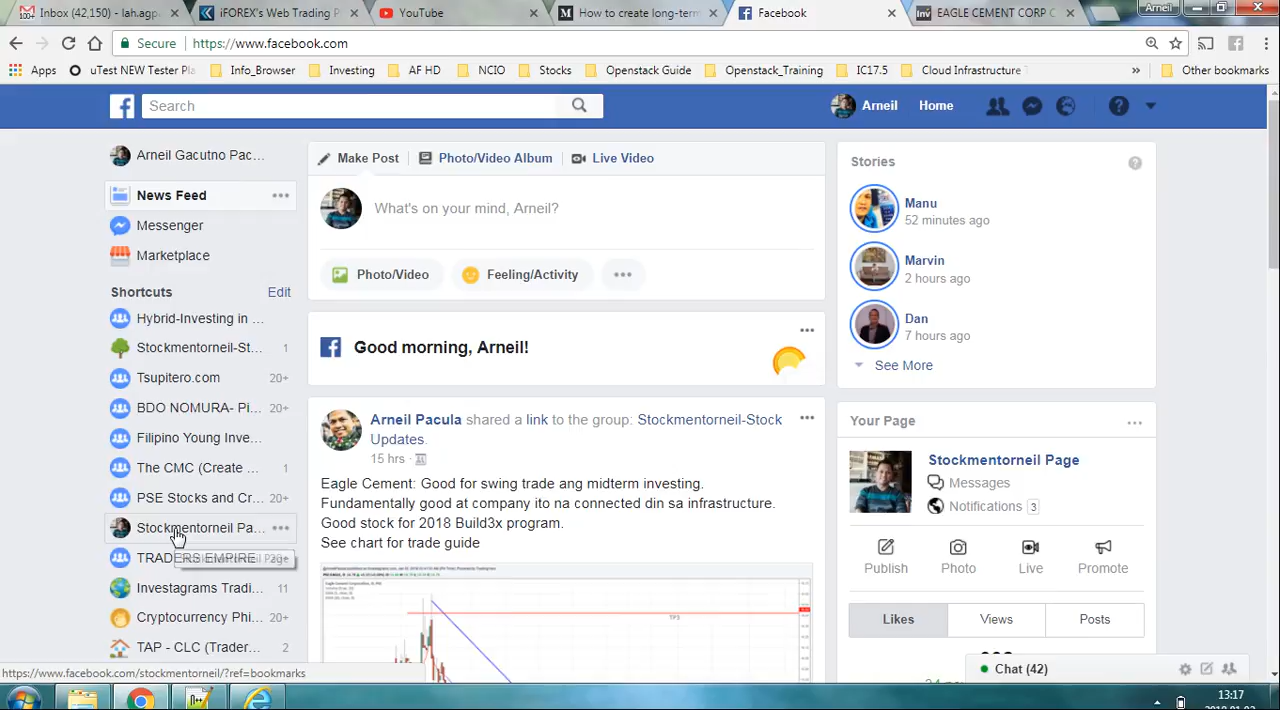 Inbox (42,150) - lah.agp
iFOREX's Web Trading P
YouTube
How to create long-term
Facebook
EAGLE CEMENT CORP C
Arneil
Secure
https://www.facebook.com
Apps
uTest NEW Tester Pla
Info_Browser
Investing
AF HD
NCIO
Stocks
Openstack Guide
Openstack_Training
IC17.5
Cloud Infrastructure
»
Other bookmarks
Search
Arneil
Home
Arneil Gacutno Pac...
News Feed
Messenger
Marketplace
Shortcuts Edit
Hybrid-Investing in ...
Stockmentorneil-St... 1
Tsupitero.com 20+
BDO NOMURA- Pi... 20+
Filipino Young Inve...
The CMC (Create ... 1
PSE Stocks and Cr... 20+
Stockmentorneil Pa...
TRADERS EMPIRE
Investagrams Tradi... 11
Cryptocurrency Phi... 20+
TAP - CLC (Trader... 2
https://www.facebook.com/stockmentorneil/?ref=bookmarks
Make Post
Photo/Video Album
Live Video
What's on your mind, Arneil?
Photo/Video
Feeling/Activity
Good morning, Arneil!
Arneil Pacula shared a link to the group: Stockmentorneil-Stock
Updates.
15 hrs ·
Eagle Cement: Good for swing trade ang midterm investing.
Fundamentally good at company ito na connected din sa infrastructure.
Good stock for 2018 Build3x program.
See chart for trade guide
TP3
Stories
Manu
52 minutes ago
Marvin
2 hours ago
Dan
7 hours ago
See More
Your Page
Stockmentorneil Page
Messages
Notifications 3
Publish
Photo
Live
Promote
Likes
Views
Posts
Chat (42)
13:17